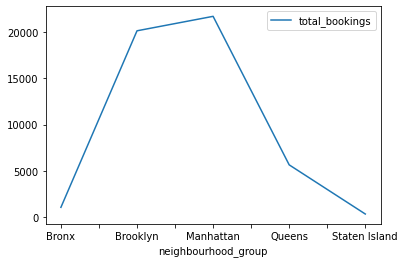 total_bookings
20000
15000
10000
5000
0
Bronx Brooklyn Manhattan Queens Staten Island
neighbourhood_group